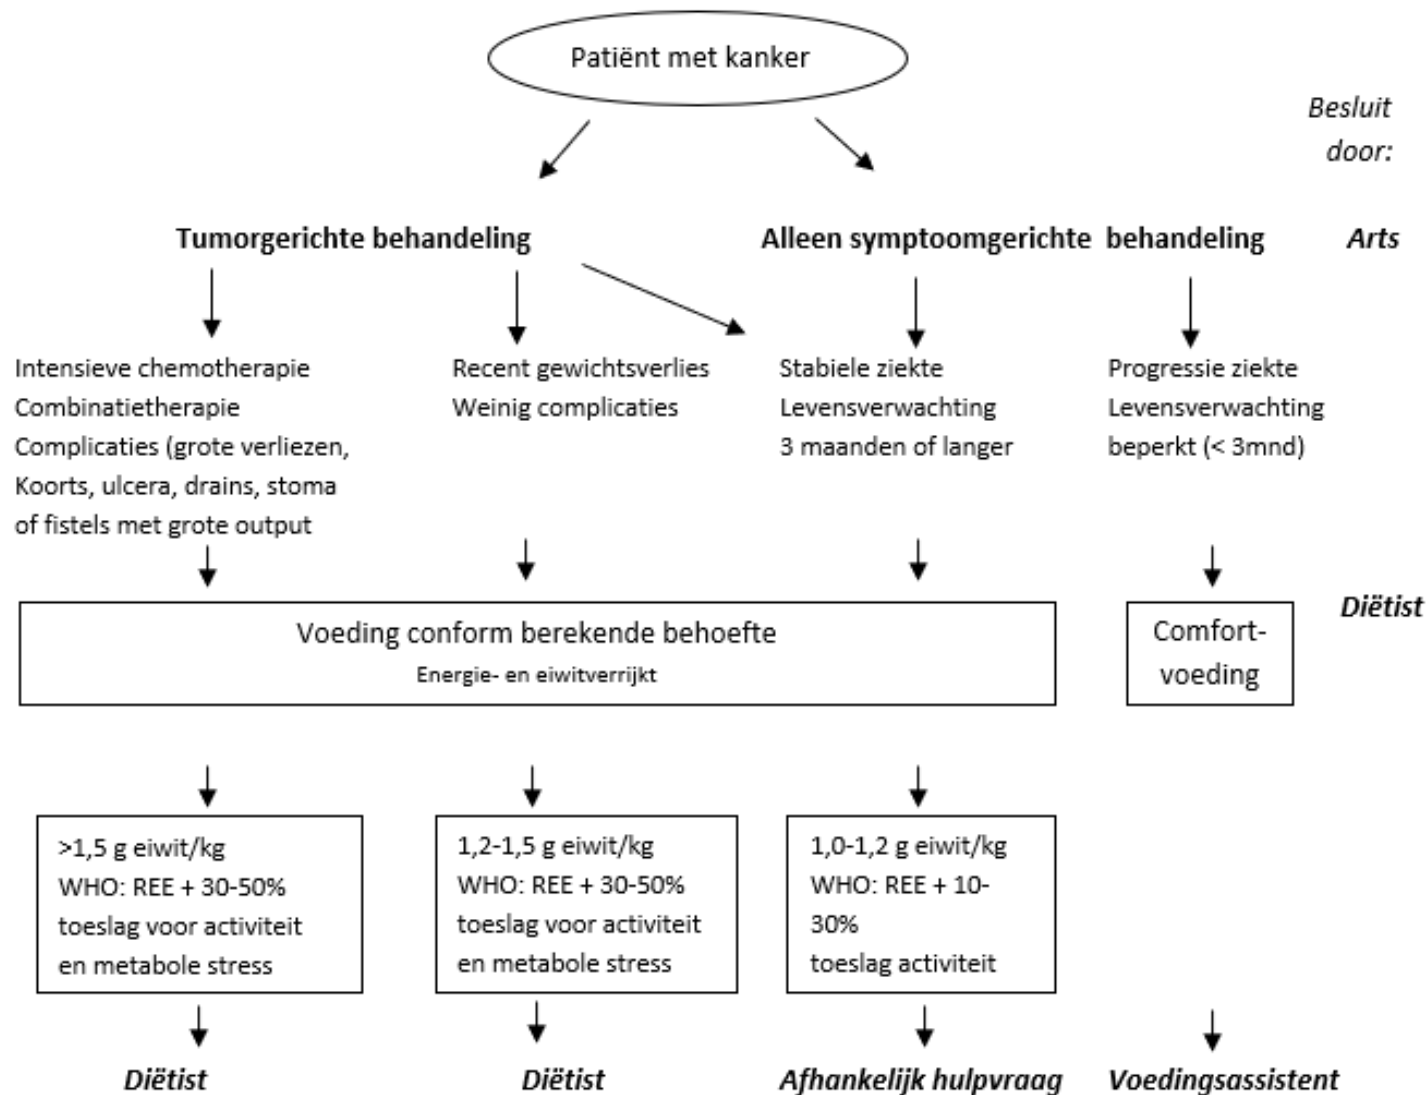 Patiënt met kanker
Besluit
door:
Tumorgerichte behandeling
Alleen symptoomgerichte behandeling
Arts
Intensieve chemotherapie
Combinatietherapie
Complicaties (grote verliezen,
Koorts, ulcera, drains, stoma
of fistels met grote output
Recent gewichtsverlies
Weinig complicaties
Stabiele ziekte
Levensverwachting
3 maanden of langer
Progressie ziekte
Levensverwachting
beperkt (< 3mnd)
Voeding conform berekende behoefte
Energie- en eiwitverrijkt
Comfort-
voeding
Diëtist
>1,5 g eiwit/kg
WHO: REE + 30-50%
toeslag voor activiteit
en metabole stress
1,2-1,5 g eiwit/kg
WHO: REE + 30-50%
toeslag voor activiteit
en metabole stress
1,0-1,2 g eiwit/kg
WHO: REE + 10-
30%
toeslag activiteit
Diëtist
Diëtist
Afhankelijk hulpvraag
Voedingsassistent